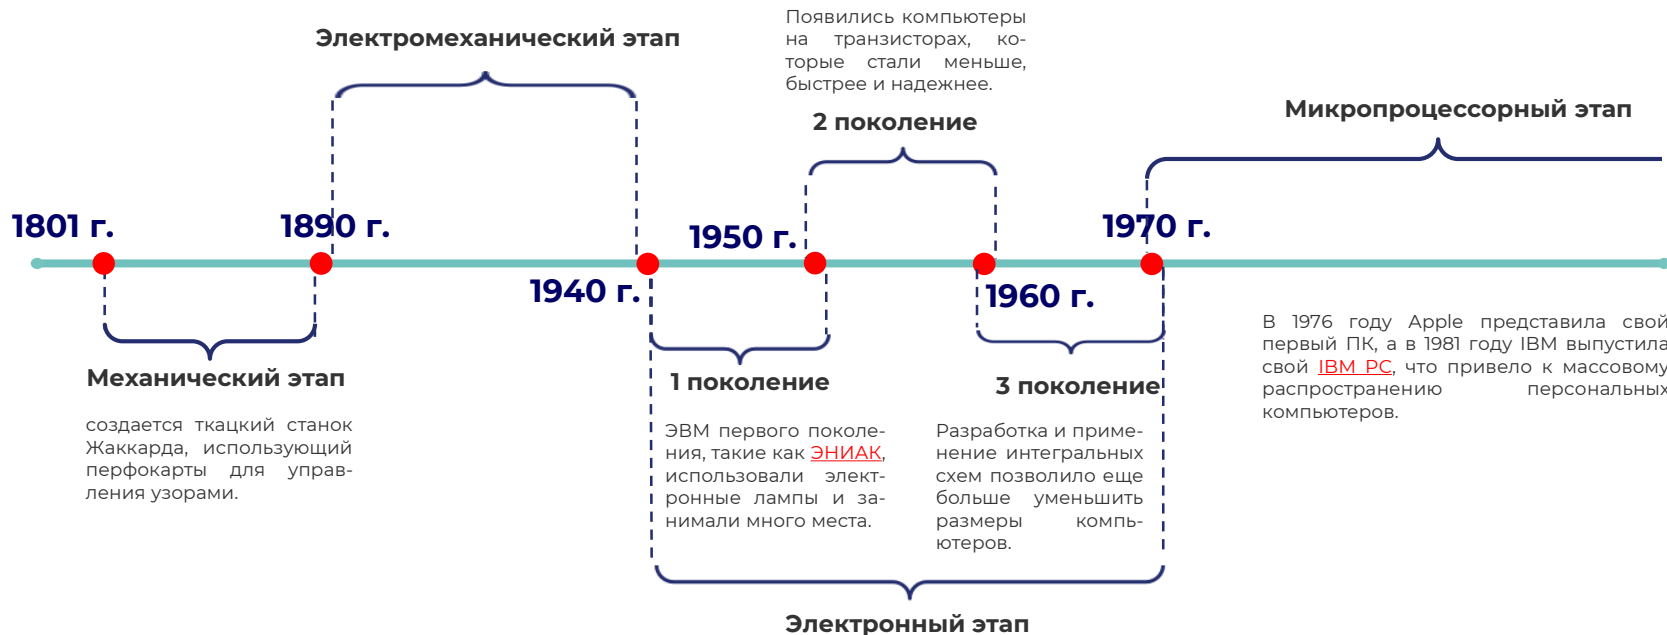 Электромеханический этап
Появились компьютеры
на транзисторах, ко-
торые стали меньше,
быстрее и надежнее.
2 поколение
Микропроцессорный этап
1801 г.
1890 г.
1940 г.
1950 г.
1960 г.
1970 г.
Механический этап
создается ткацкий станок
Жаккарда, использующий
перфокарты для управ-
ления узорами.
1 поколение
ЭВМ первого поколе-
ния, такие как ЭНИАК,
использовали элект-
ронные лампы и за-
нимали много места.
3 поколение
Разработка и приме-
нение интегральных
схем позволило еще
больше уменьшить
размеры компь-
ютеров.
В 1976 году Apple представила свой
первый ПК, а в 1981 году IBM выпустила
свой IBM PC, что привело к массовому
распространению персональных
компьютеров.
Электронный этап